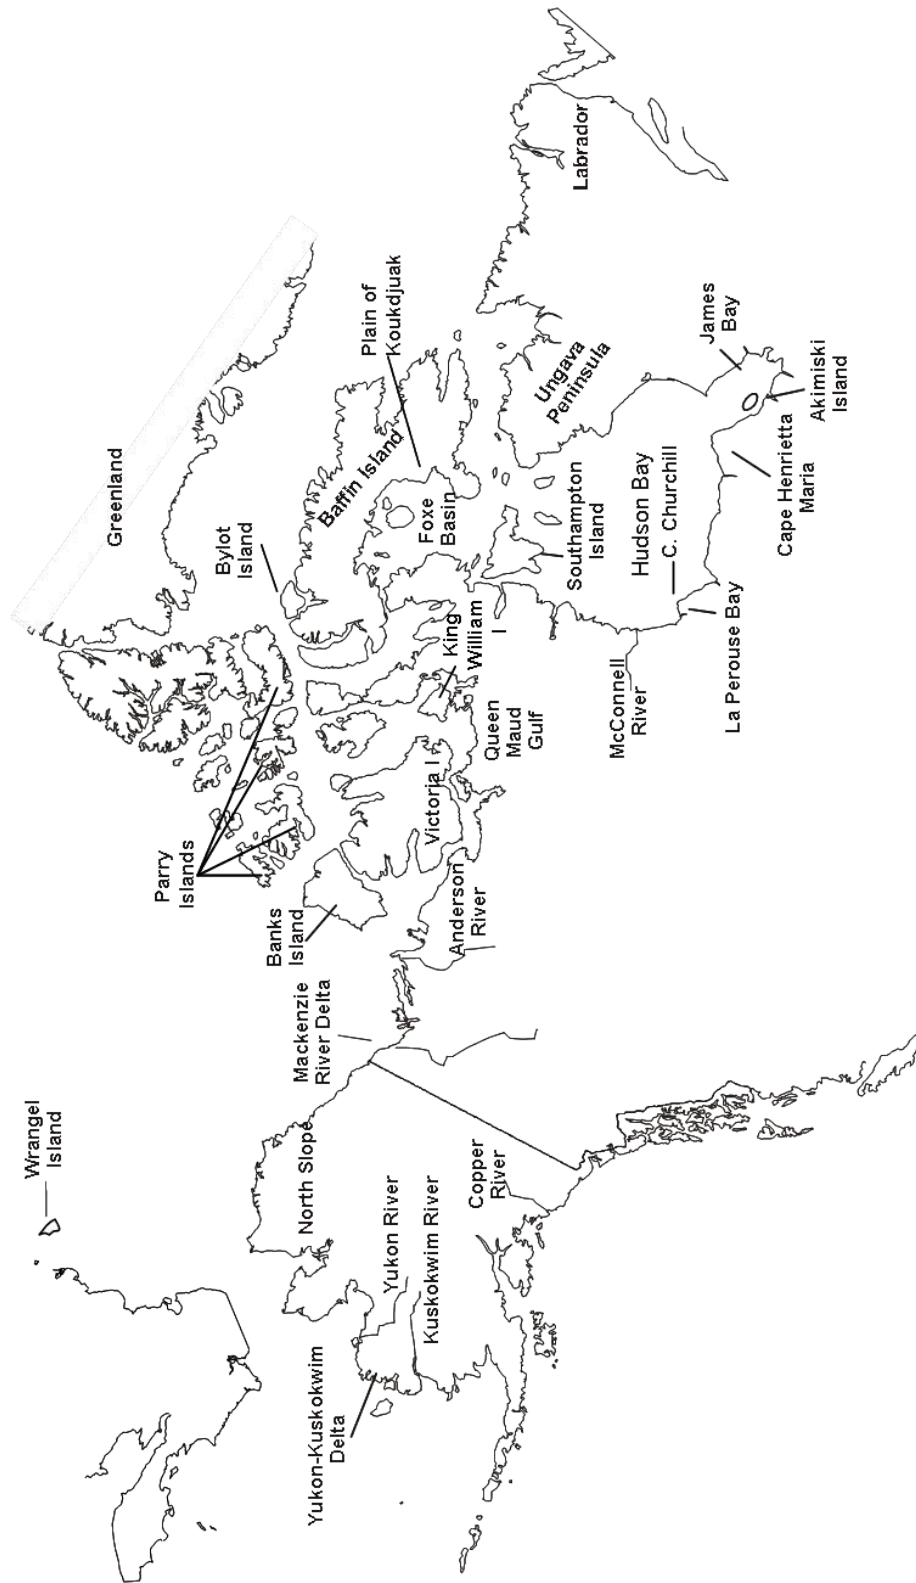 Wrangel
Island
North Slope
Yukon River
Kuskokwim River
Yukon-Kuskokwim
Delta
Copper
River
Mackenzie
River Delta
Anderson
River
Banks
Island
Parry
Islands
Victoria I
Queen
Maud
Gulf
King
William
I
Greenland
Bylot
Island
Baffin Island
Foxe
Basin
Plain of
Koukdjuak
Southampton
Island
Hudson Bay
C. Churchill
McConnell
River
La Perouse Bay
Cape Henrietta
Maria
Akimiski
Island
James
Bay
Ungava
Peninsula
Labrador